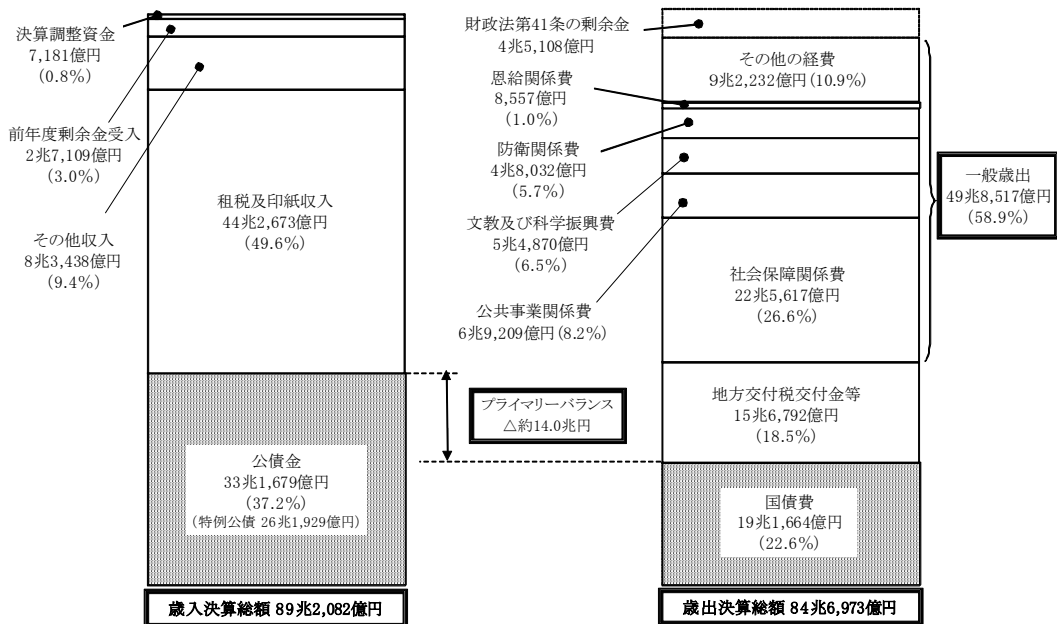 決算調整資金
7,181億円
(0.8%)
前年度剰余金受入
2兆7,109億円
(3.0%)
その他収入
8兆3,438億円
(9.4%)
租税及印紙収入
44兆2,673億円
(49.6%)
公債金
33兆1,679億円
(37.2%)
(特例公債 26兆1,929億円)
歳入決算総額 89兆2,082億円
プライマリーバランス
△約14.0兆円
財政法第41条の剰余金
4兆5,108億円
恩給関係費
8,557億円
(1.0%)
防衛関係費
4兆8,032億円
(5.7%)
文教及び科学振興費
5兆4,870億円
(6.5%)
公共事業関係費
6兆9,209億円(8.2%)
その他の経費
9兆2,232億円(10.9%)
社会保障関係費
22兆5,617億円
(26.6%)
地方交付税交付金等
15兆6,792億円
(18.5%)
国債費
19兆1,664億円
(22.6%)
歳出決算総額 84兆6,973億円
一般歳出
49兆8,517億円
(58.9%)